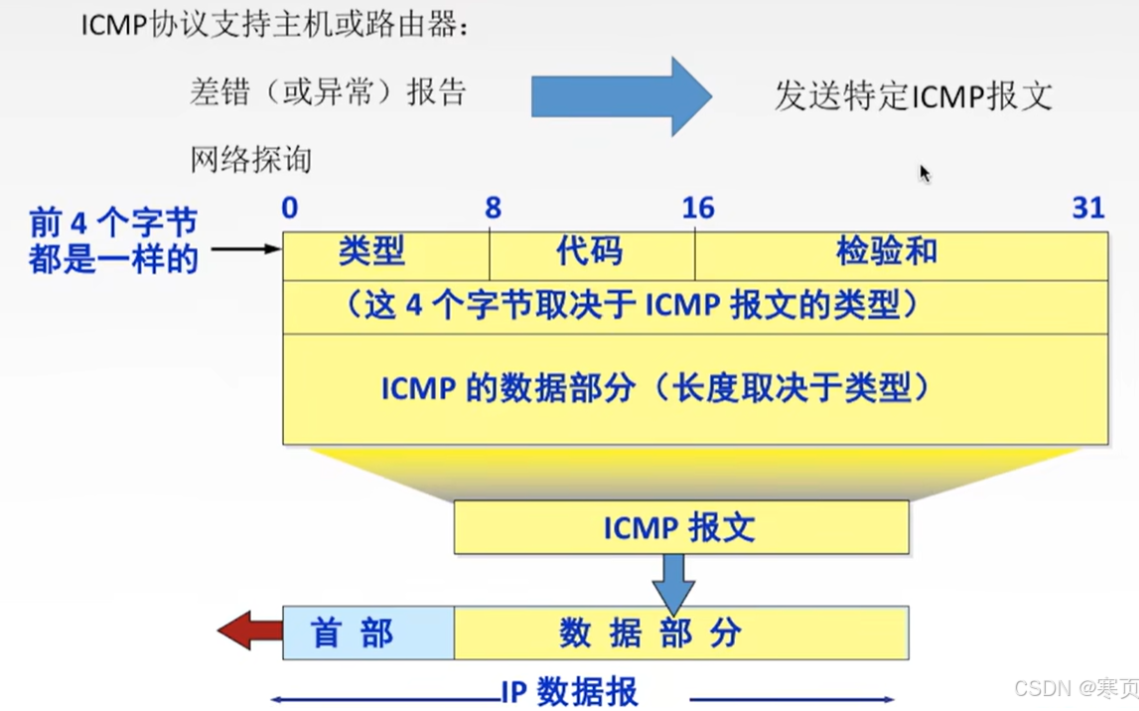 ICMP协议支持主机或路由器：
差错（或异常）报告
发送特定ICMP报文
网络探询
0 8 16 31
前 4 个字节
都是一样的
类型 代码 检验和
（这 4 个字节取决于 ICMP 报文的类型）
ICMP 的数据部分（长度取决于类型）
ICMP 报文
首 部 数 据 部 分
IP 数据报
CSDN @寒页